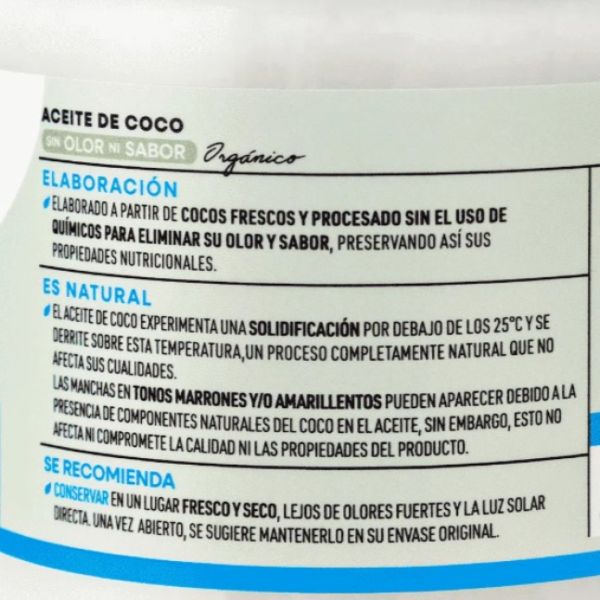 ACEITE DE COCO
SIN OLOR NI SABOR Orgánico
ELABORACIÓN
ELABORADO A PARTIR DE COCOS FRESCOS Y PROCESADO SIN EL USO DE
QUÍMICOS PARA ELIMINAR SU OLOR Y SABOR, PRESERVANDO ASÍ SUS
PROPIEDADES NUTRICIONALES.
ES NATURAL
EL ACEITE DE COCO EXPERIMENTA UNA SOLIDIFICACIÓN POR DEBAJO DE LOS 25°C Y SE
DERRITE SOBRE ESTA TEMPERATURA, UN PROCESO COMPLETAMENTE NATURAL QUE NO
AFECTA SUS CUALIDADES.
LAS MANCHAS EN TONOS MARRONES Y/O AMARILLENTOS PUEDEN APARECER DEBIDO A LA
PRESENCIA DE COMPONENTES NATURALES DEL COCO EN EL ACEITE, SIN EMBARGO, ESTO NO
AFECTA NI COMPROMETE LA CALIDAD NI LAS PROPIEDADES DEL PRODUCTO.
SE RECOMIENDA
CONSERVAR EN UN LUGAR FRESCO Y SECO, LEJOS DE OLORES FUERTES Y LA LUZ SOLAR
DIRECTA. UNA VEZ ABIERTO, SE SUGIERE MANTENERLO EN SU ENVASE ORIGINAL.